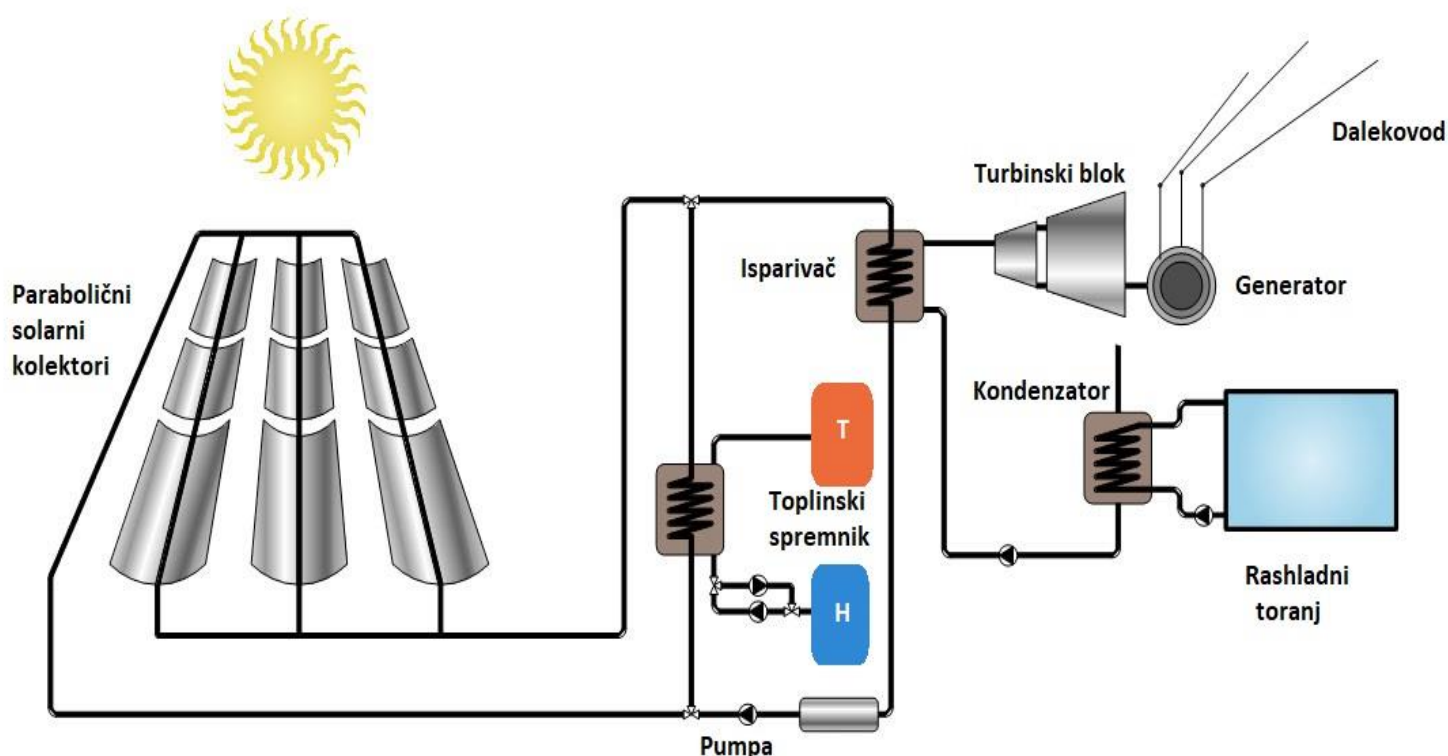 Dalekovod
Turbinski blok
Isparivač
Generator
Parabolični
solarni
kolektori
Kondenzator
T
Toplinski
spremnik
H
Rashladni
toranj
Pumpa